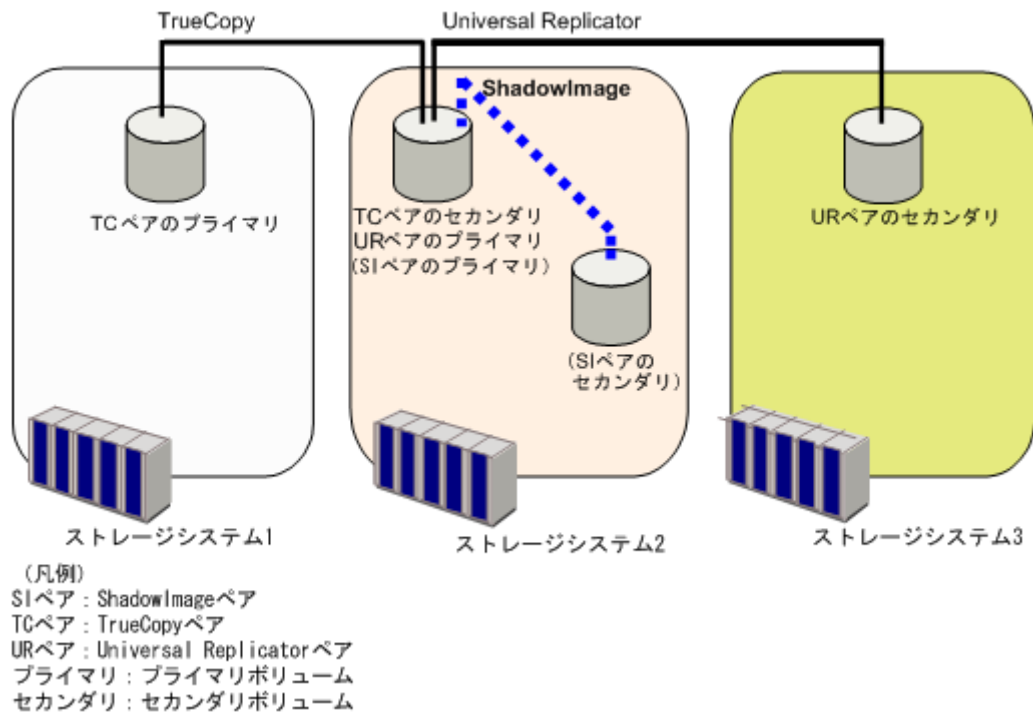 TrueCopy
Universal Replicator
ShadowImage
TCペアのプライマリ
TCペアのセカンダリ
URペアのプライマリ
(SIペアのプライマリ)
URペアのセカンダリ
(SIペアの
セカンダリ)
ストレージシステム1
ストレージシステム2
ストレージシステム3
(凡例)
SIペア：ShadowImageペア
TCペア：TrueCopyペア
URペア：Universal Replicatorペア
プライマリ：プライマリボリューム
セカンダリ：セカンダリボリューム